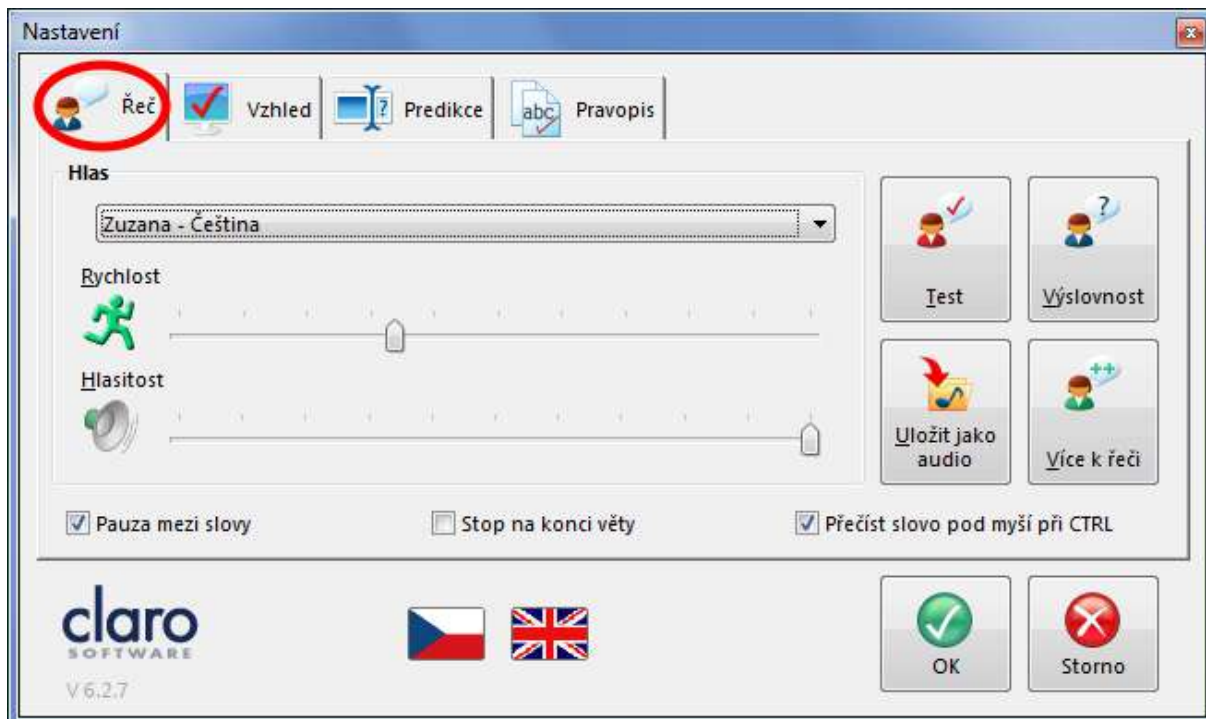 Nastavení
Řeč
Vzhled
Predikce
abc
Pravopis
Hlas
Zuzana - Čeština
Rychlost
Hlasitost
Test
Výslovnost
Uložit jako
audio
Více k řeči
Pauza mezi slovy
Stop na konci věty
Přečíst slovo pod myší při CTRL
claro
SOFTWARE
V 6.2.7
OK
Storno